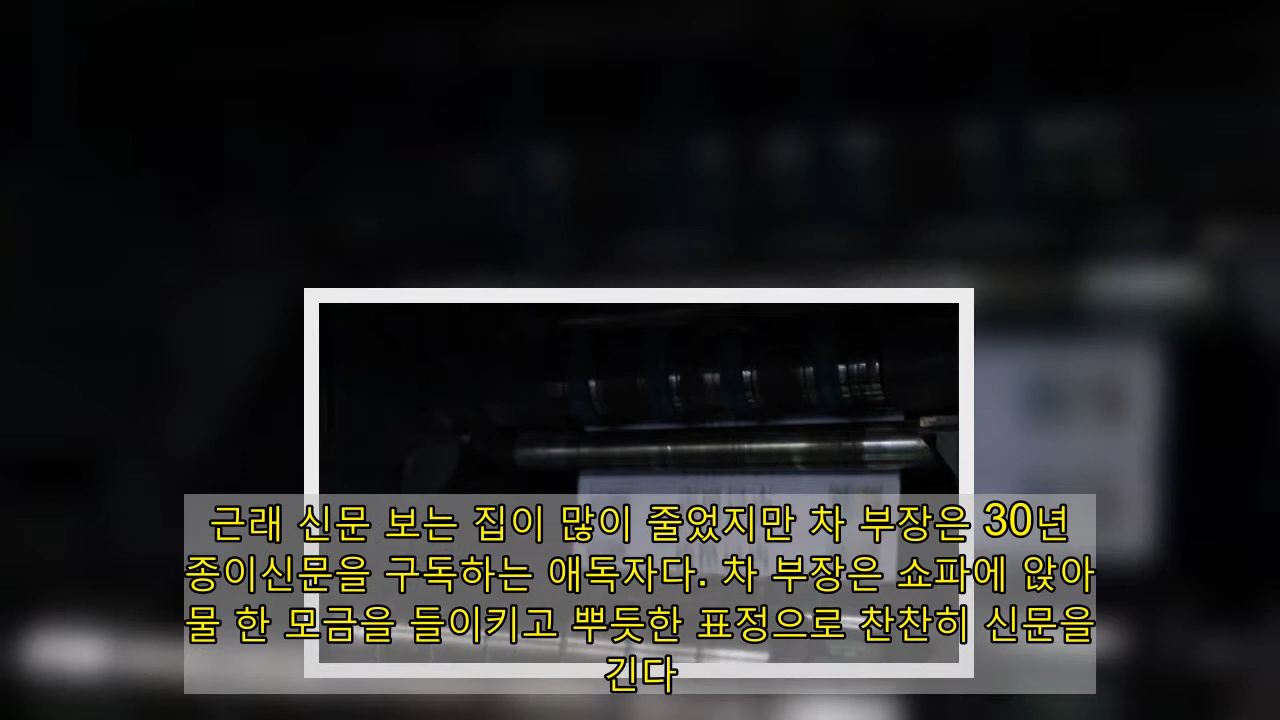 근래 신문 보는 집이 많이 줄었지만 차 부장은 30년
종이신문을 구독하는 애독자다. 차 부장은 쇼파에 앉아
물 한 모금을 들이키고 뿌듯한 표정으로 찬찬히 신문을
긴다